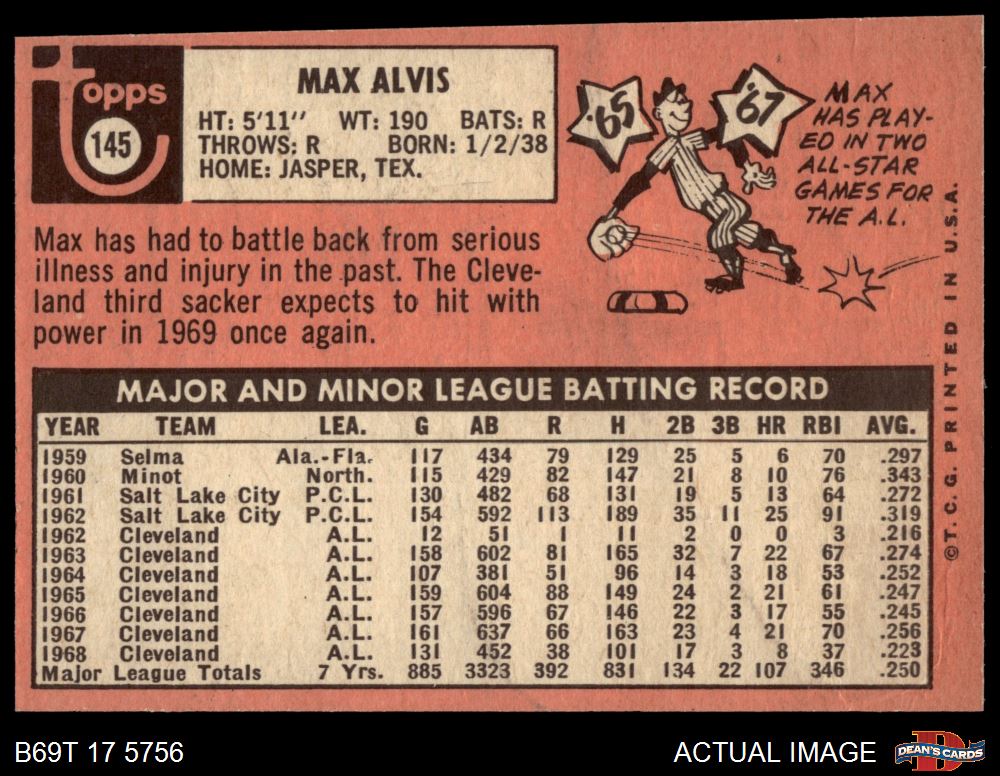 Topps
145
MAX ALVIS
HT: 5'11" WT: 190 BATS: R
THROWS: R BORN: 1/2/38
HOME: JASPER, TEX.
'65
'67
MAX
HAS PLAY-
ED IN TWO
ALL-STAR
GAMES FOR
THE A.L.
Max has had to battle back from serious
illness and injury in the past. The Cleve-
land third sacker expects to hit with
power in 1969 once again.
MAJOR AND MINOR LEAGUE BATTING RECORD
YEAR TEAM LEA. G AB R H 2B 3B HR RBI AVG.
1959 Selma Ala.-Fla. 117 434 79 129 25 5 6 70 .297
1960 Minot North. 115 429 82 147 21 8 10 76 .343
1961 Salt Lake City P.C.L. 130 482 68 131 19 5 13 64 .272
1962 Salt Lake City P.C.L. 154 592 113 189 35 11 25 91 .319
1962 Cleveland A.L. 12 51 1 11 2 0 0 3 .216
1963 Cleveland A.L. 158 602 81 165 32 7 22 67 .274
1964 Cleveland A.L. 107 381 51 96 14 3 18 53 .252
1965 Cleveland A.L. 159 604 88 149 24 2 21 61 .247
1966 Cleveland A.L. 157 596 67 146 22 3 17 55 .245
1967 Cleveland A.L. 161 637 66 163 23 4 21 70 .256
1968 Cleveland A.L. 131 452 38 101 17 3 8 37 .223
Major League Totals 7 Yrs. 885 3323 392 831 134 22 107 346 .250
©T. C. G. PRINTED IN U.S.A.
B69T 17 5756
ACTUAL IMAGE
D
DEAN'S CARDS